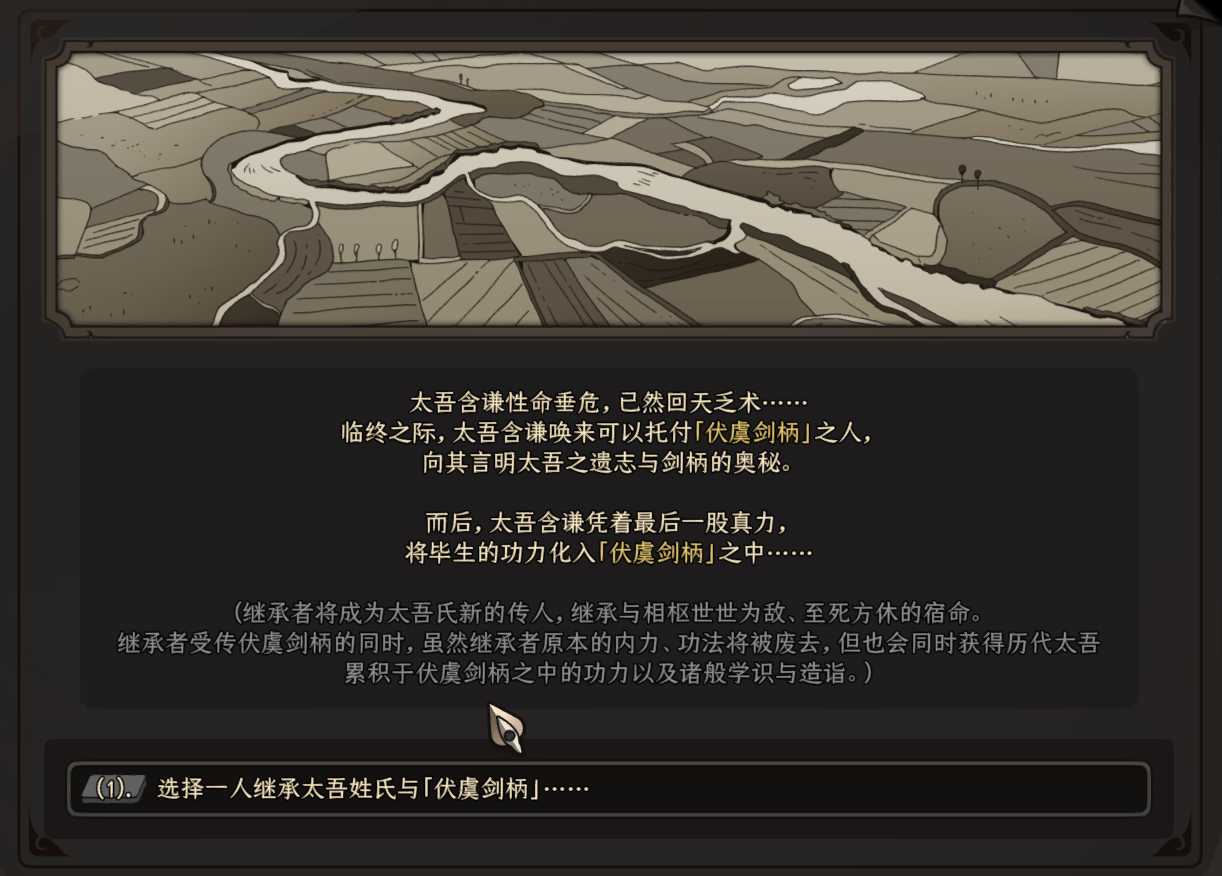 太吾含谦性命垂危，已然回天乏术……
临终之际，太吾含谦唤来可以托付「伏虞剑柄」之人，
向其言明太吾之遗志与剑柄的奥秘。
而后，太吾含谦凭着最后一股真力，
将毕生的功力化入「伏虞剑柄」之中……
（继承者将成为太吾氏新的传人，继承与相枢世世为敌、至死方休的宿命。
继承者受传伏虞剑柄的同时，虽然继承者原本的内力、功法将被废去，但也会同时获得历代太吾
累积于伏虞剑柄之中的功力以及诸般学识与造诣。）
(1). 选择一人继承太吾姓氏与「伏虞剑柄」……